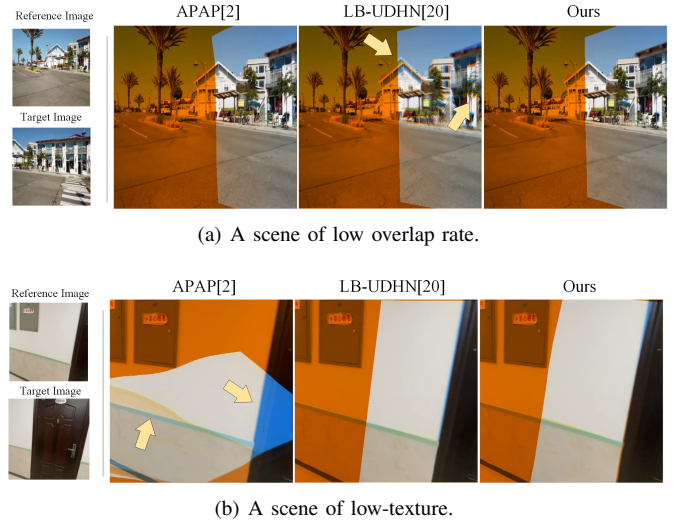 Reference Image
APAP[2]
LB-UDHN[20]
Ours
Target Image
(a) A scene of low overlap rate.
Reference Image
APAP[2]
LB-UDHN[20]
Ours
Target Image
(b) A scene of low-texture.